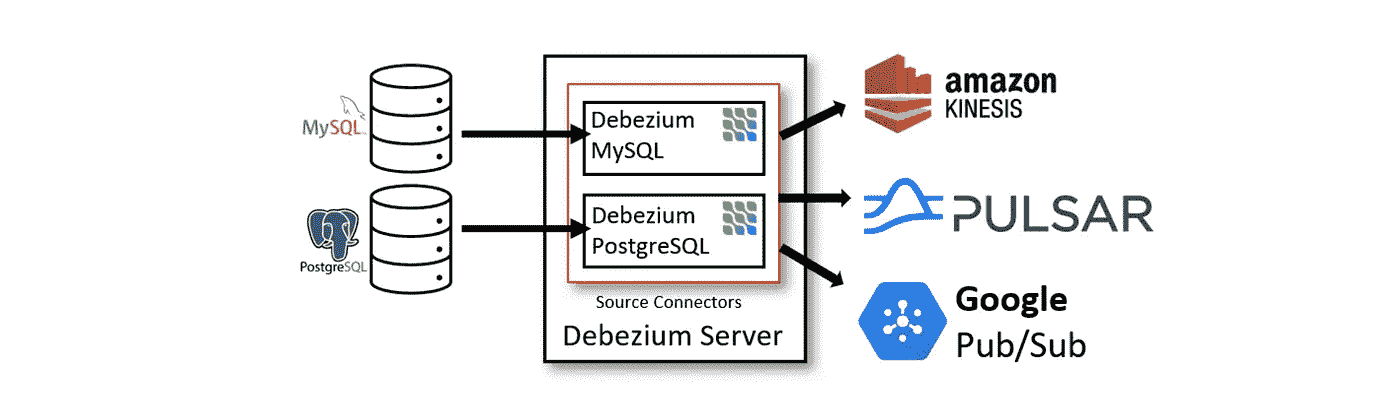 MySQL
PostgreSQL
Debezium
MySQL
Debezium
PostgreSQL
Source Connectors
Debezium Server
amazon
KINESIS
PULSAR
Google
Pub/Sub